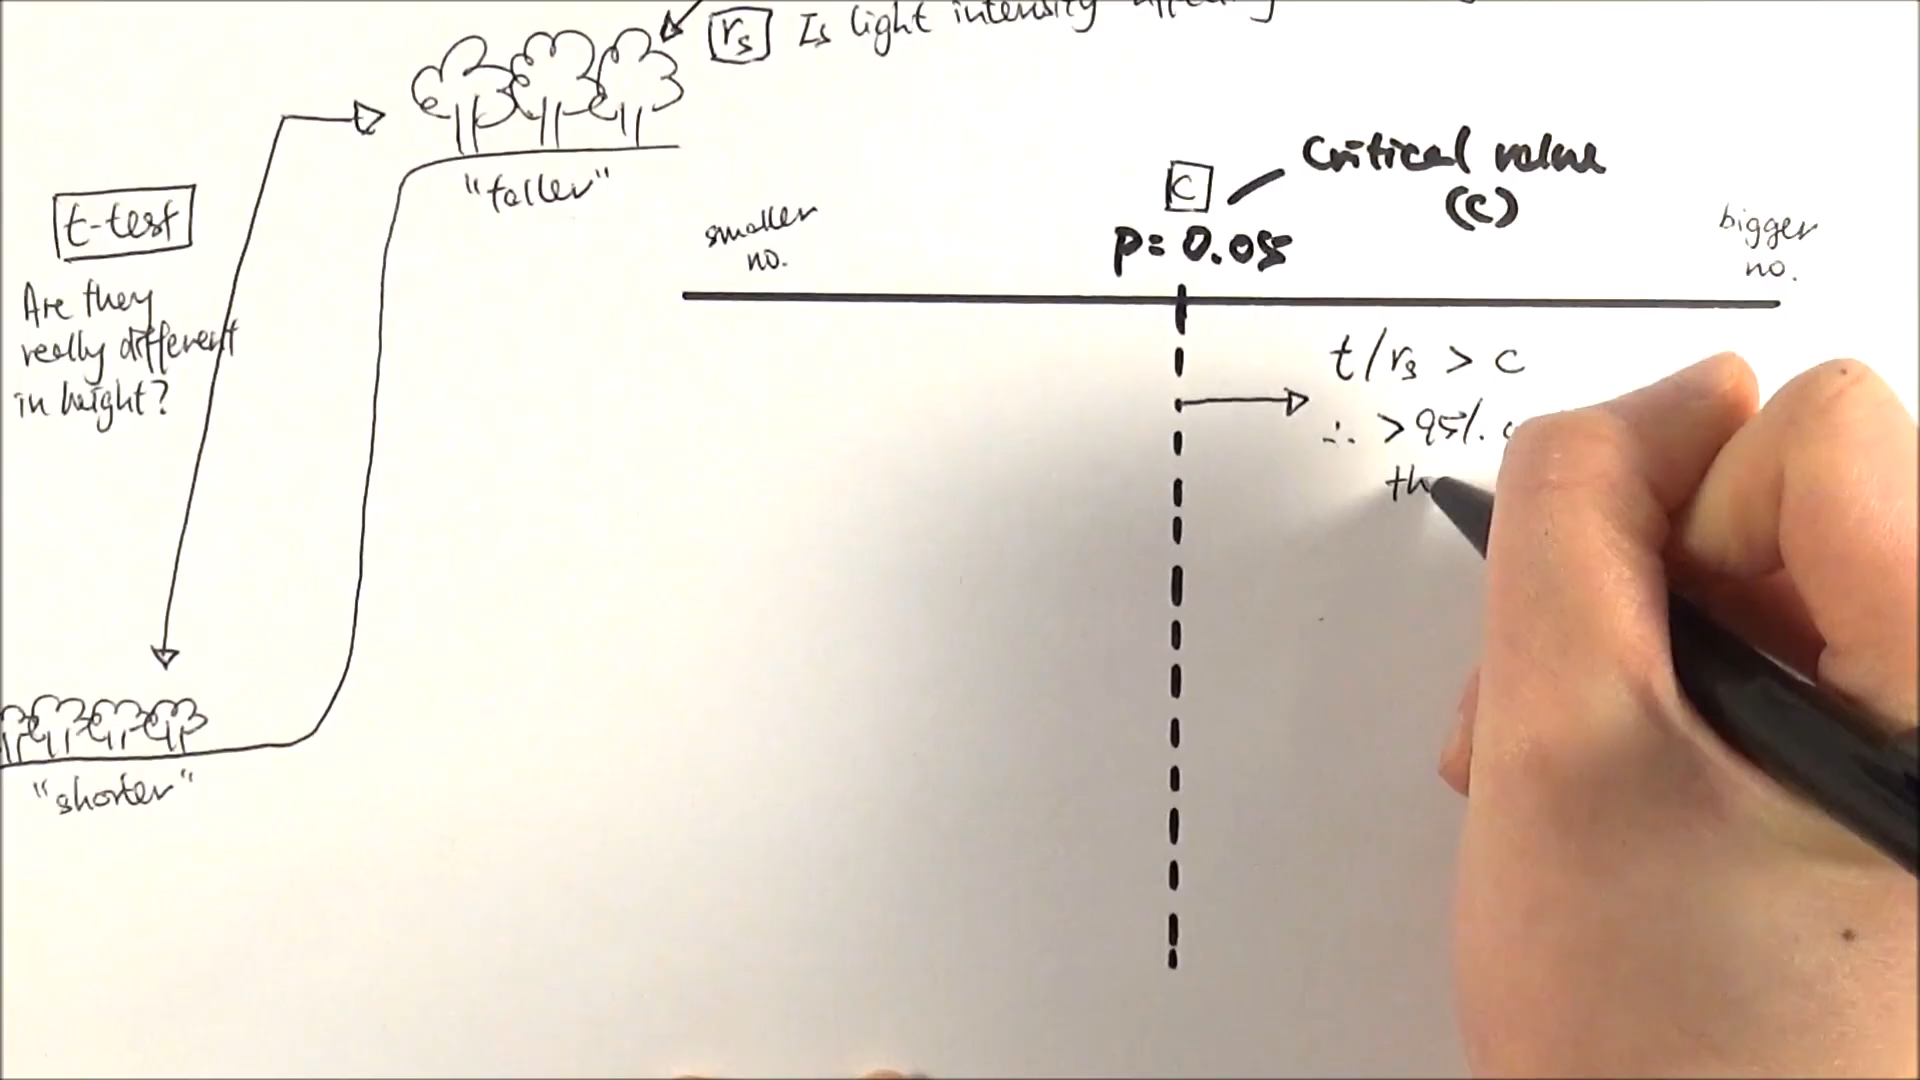 rs Is light intensity
"taller"
t-test
Are they
really different
in height?
"shorter"
smaller
no.
C
Critical value
(C)
p = 0.05
bigger
no.
t/rs > c
∴ >95%
th